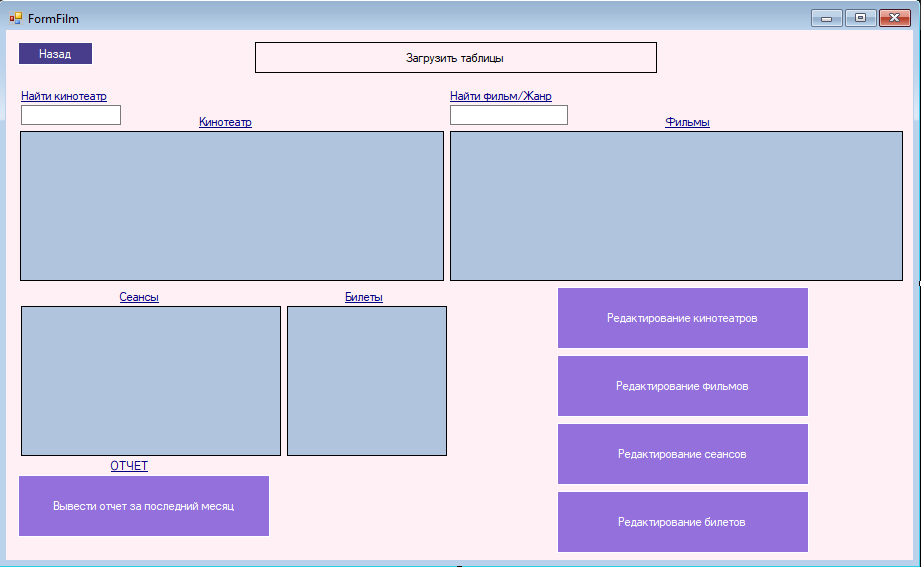 FormFilm
Назад
Загрузить таблицы
Найти кинотеатр
Найти фильм/Жанр
Кинотеатр
Фильмы
Сеансы
Билеты
Редактирование кинотеатров
Редактирование фильмов
Редактирование сеансов
ОТЧЕТ
Вывести отчет за последний месяц
Редактирование билетов